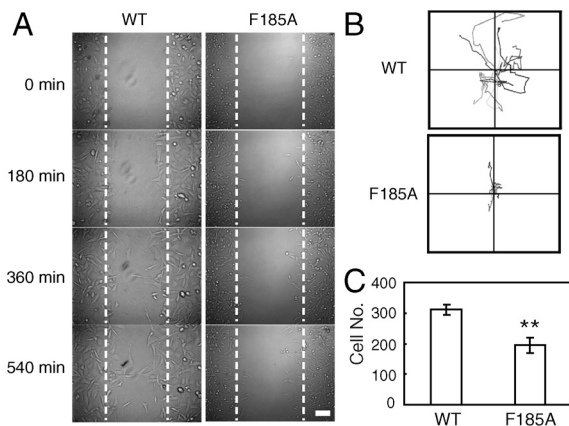 A
WT
F185A
0 min
180 min
360 min
540 min
B
WT
F185A
C
Cell No.
400
300
200
100
0
**
WT
F185A